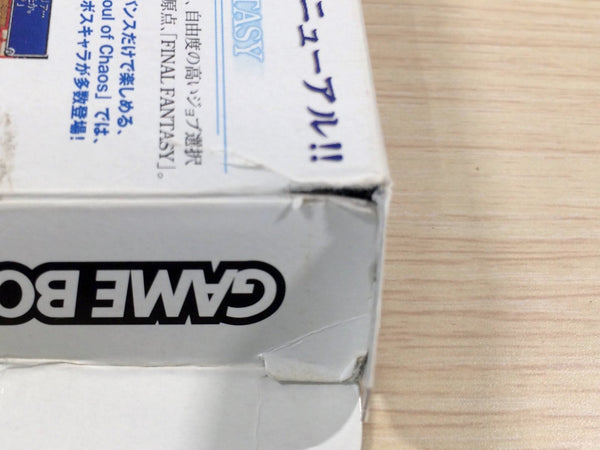 ニューアル!!
TASY
、自由度の高いジョブ選択
原点、「FINAL FANTASY」。
バンスだけで楽しめる、
oul of Chaos」では、
ボスキャラが多数登場!
GAME BO